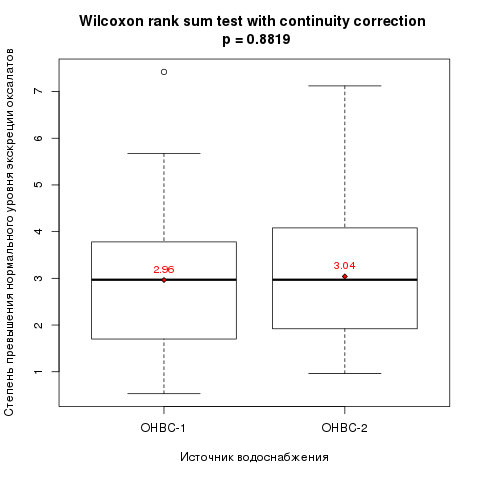 Wilcoxon rank sum test with continuity correction
p = 0.8819
Степень превышения нормального уровня экскреции оксалатов
7
6
5
4
3
2
1
2.96
3.04
ОНВС-1
ОНВС-2
Источник водоснабжения